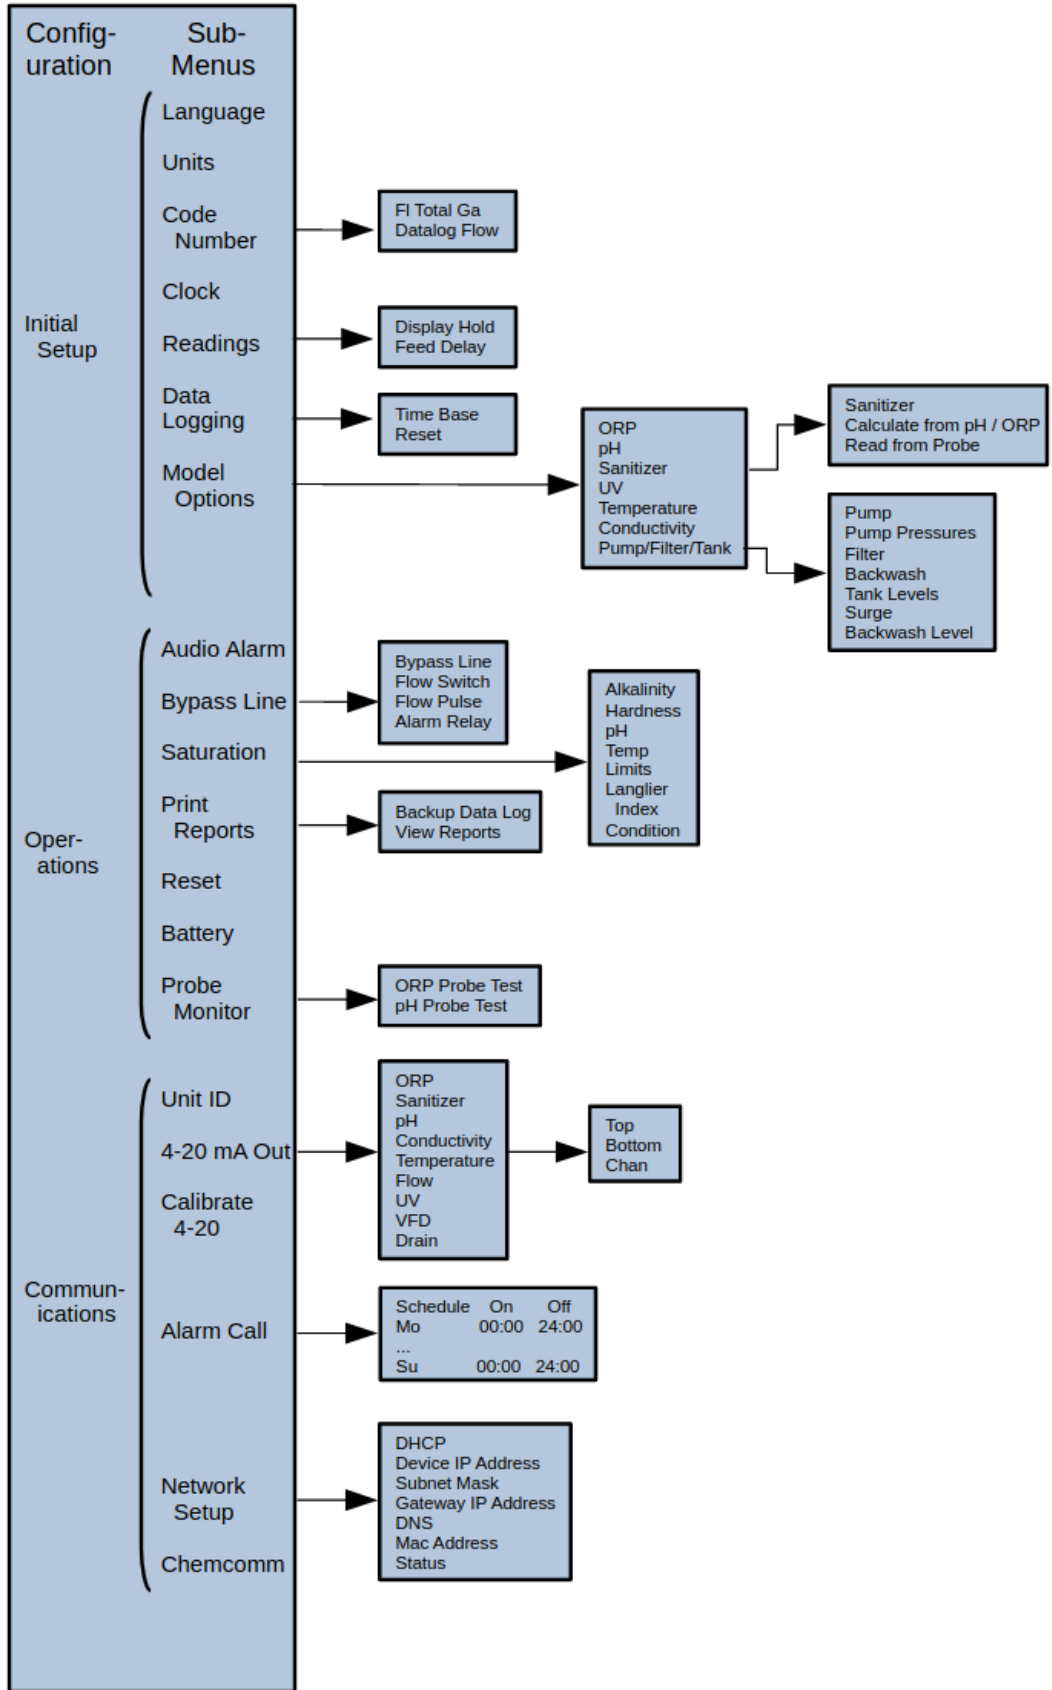 Config-
uration
Sub-
Menus
Initial
Setup
Language
Units
Code
Number
Clock
Readings
Data
Logging
Model
Options
Fl Total Ga
Datalog Flow
Display Hold
Feed Delay
Time Base
Reset
ORP
pH
Sanitizer
UV
Temperature
Conductivity
Pump/Filter/Tank
Sanitizer
Calculate from pH / ORP
Read from Probe
Pump
Pump Pressures
Filter
Backwash
Tank Levels
Surge
Backwash Level
Oper-
ations
Audio Alarm
Bypass Line
Saturation
Print
Reports
Reset
Battery
Probe
Monitor
Bypass Line
Flow Switch
Flow Pulse
Alarm Relay
Alkalinity
Hardness
pH
Temp
Limits
Langlier
Index
Condition
Backup Data Log
View Reports
ORP Probe Test
pH Probe Test
Commun-
ications
Unit ID
4-20 mA Out
Calibrate
4-20
Alarm Call
Network
Setup
Chemcomm
ORP
Sanitizer
pH
Conductivity
Temperature
Flow
UV
VFD
Drain
Top
Bottom
Chan
Schedule On Off
Mo 00:00 24:00
...
Su 00:00 24:00
DHCP
Device IP Address
Subnet Mask
Gateway IP Address
DNS
Mac Address
Status